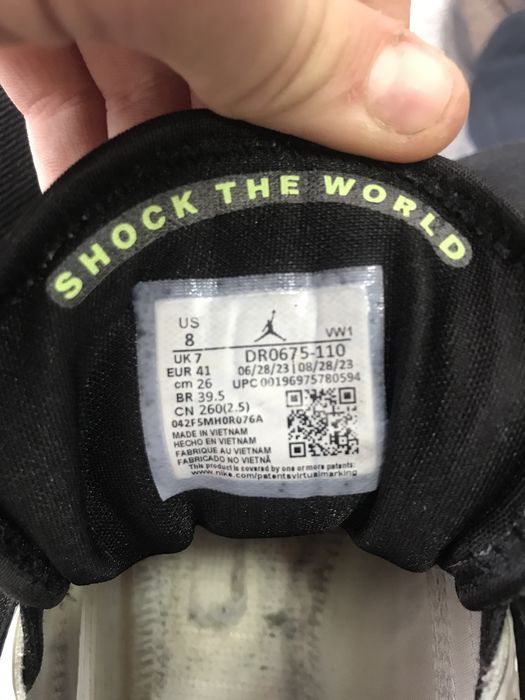 SHOCK THE WORLD
US
8
VW1
UK 7
DR0675-110
EUR 41
06/28/23 | 08/28/23
cm 26
UPC 00196975780594
BR 39.5
CN 260(2.5)
042F5MH0R076A
MADE IN VIETNAM
HECHO EN VIETNAM
FABRIQUE AU VIETNAM
FABRICADO NO VIETNÃ
This product is covered by one or more patents:
www.nike.com/patentsvirtualmarking